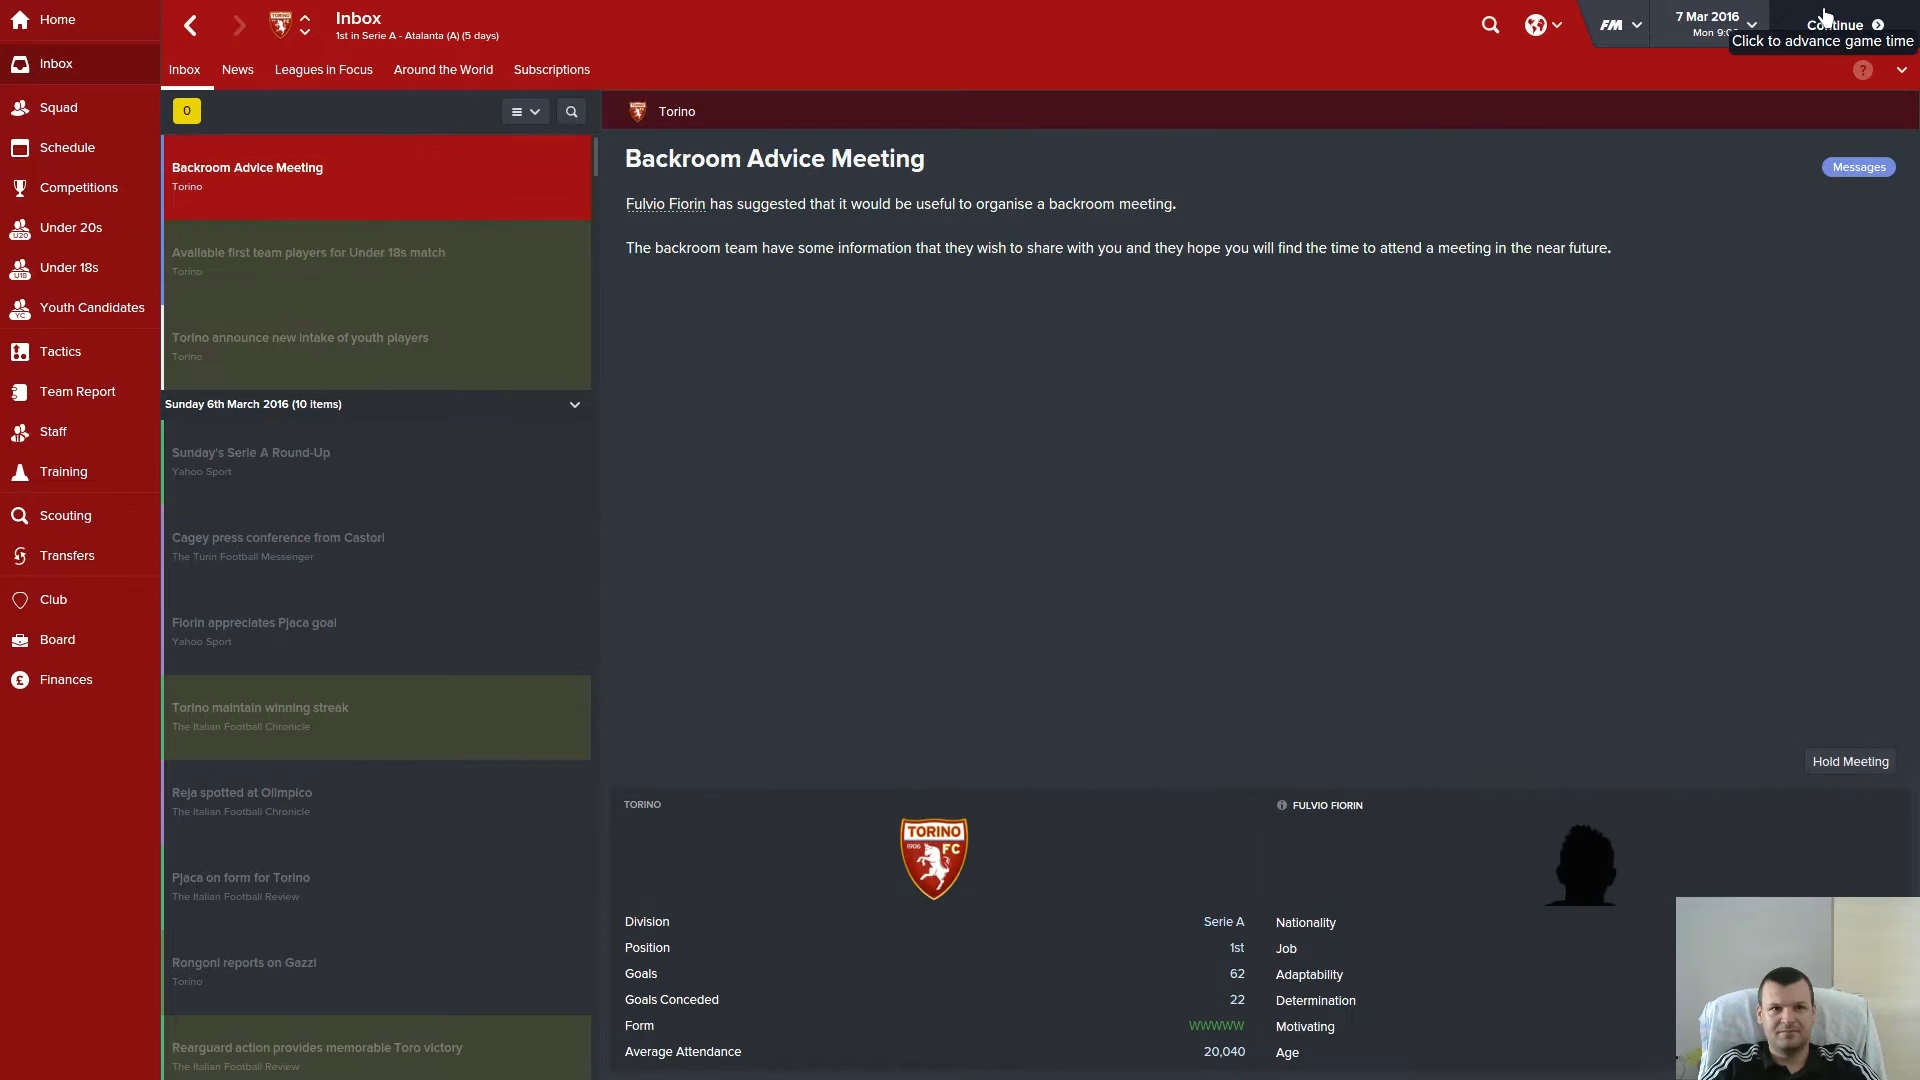 Home
Inbox
Squad
Schedule
Competitions
Under 20s
Under 18s
Youth Candidates
Tactics
Team Report
Staff
Training
Scouting
Transfers
Club
Board
Finances
Inbox
1st in Serie A - Atalanta (A) (5 days)
FM
7 Mar 2016
Mon 9:0
Continue
Click to advance game time
Inbox News Leagues in Focus Around the World Subscriptions
0
Backroom Advice Meeting
Torino
Available first team players for Under 18s match
Torino
Torino announce new intake of youth players
Torino
Sunday 6th March 2016 (10 items)
Sunday's Serie A Round-Up
Yahoo Sport
Cagey press conference from Castori
The Turin Football Messenger
Fiorin appreciates Pjaca goal
Yahoo Sport
Torino maintain winning streak
The Italian Football Chronicle
Reja spotted at Olimpico
The Italian Football Chronicle
Pjaca on form for Torino
The Italian Football Review
Rongoni reports on Gazzi
Torino
Rearguard action provides memorable Toro victory
The Italian Football Review
Torino
Backroom Advice Meeting
Messages
Fulvio Fiorin has suggested that it would be useful to organise a backroom meeting.
The backroom team have some information that they wish to share with you and they hope you will find the time to attend a meeting in the near future.
Hold Meeting
TORINO
TORINO
1906 FC
Division Serie A
Position 1st
Goals 62
Goals Conceded 22
Form WWWWW
Average Attendance 20,040
FULVIO FIORIN
Nationality
Job
Adaptability
Determination
Motivating
Age